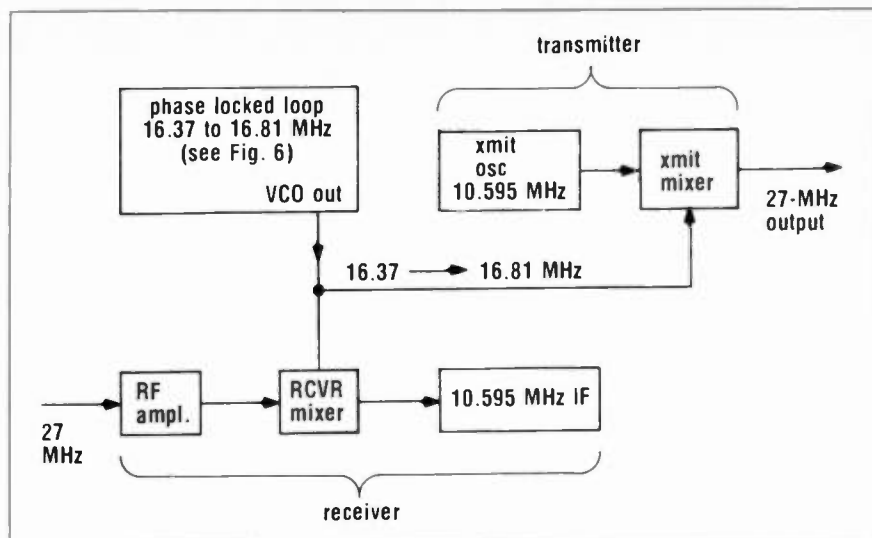 transmitter
phase locked loop
16.37 to 16.81 MHz
(see Fig. 6)
VCO out
xmit
osc
10.595 MHz
xmit
mixer
27-MHz
output
16.37
16.81 MHz
RF
ampl.
RCVR
mixer
10.595 MHz IF
27
MHz
receiver